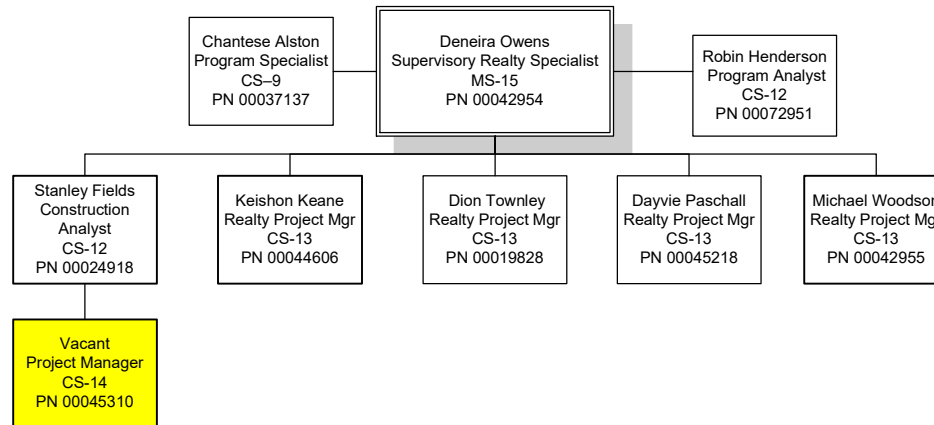 Chantese Alston
Program Specialist
CS–9
PN 00037137
Deneira Owens
Supervisory Realty Specialist
MS-15
PN 00042954
Robin Henderson
Program Analyst
CS-12
PN 00072951
Stanley Fields
Construction
Analyst
CS-12
PN 00024918
Keishon Keane
Realty Project Mgr
CS-13
PN 00044606
Dion Townley
Realty Project Mgr
CS-13
PN 00019828
Dayvie Paschall
Realty Project Mgr
CS-13
PN 00045218
Michael Woodson
Realty Project Mg
CS-13
PN 00042955
Vacant
Project Manager
CS-14
PN 00045310